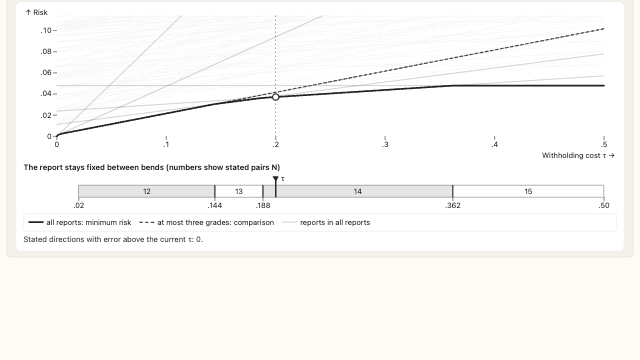 ↑ Risk
.10
.08
.06
.04
.02
0
0 .1 .2 .3 .4 .5
Withholding cost τ →
The report stays fixed between bends (numbers show stated pairs N)
τ
12 13 14 15
.02 .144 .188 .362 .50
all reports: minimum risk at most three grades: comparison reports in all reports
Stated directions with error above the current τ: 0.